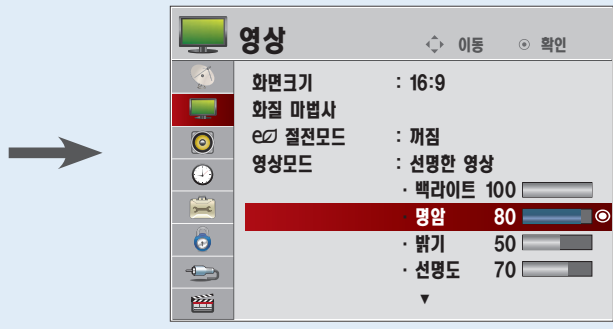 영상
이동 확인
화면크기 : 16:9
화질 마법사
e 절전모드 : 꺼짐
영상모드 : 선명한 영상
· 백라이트 100
· 명암 80
· 밝기 50
· 선명도 70